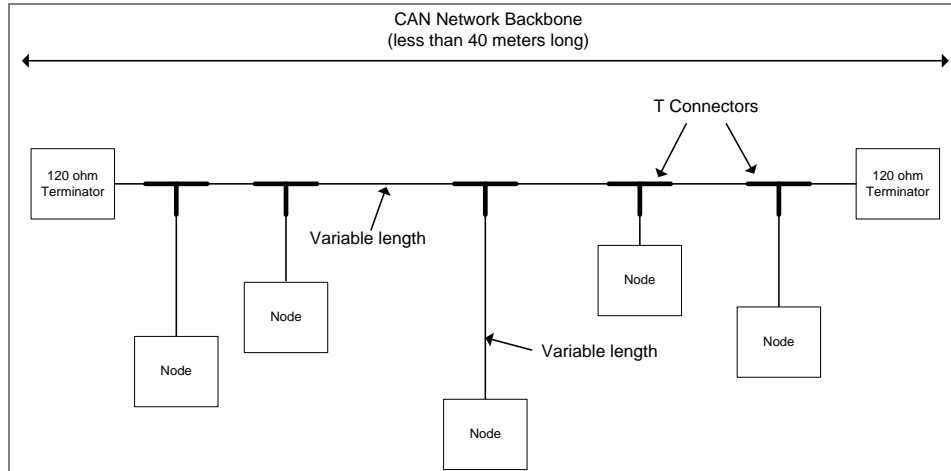 CAN Network Backbone
(less than 40 meters long)
T Connectors
120 ohm
Terminator
120 ohm
Terminator
Variable length
Node
Node
Node
Variable length
Node
Node